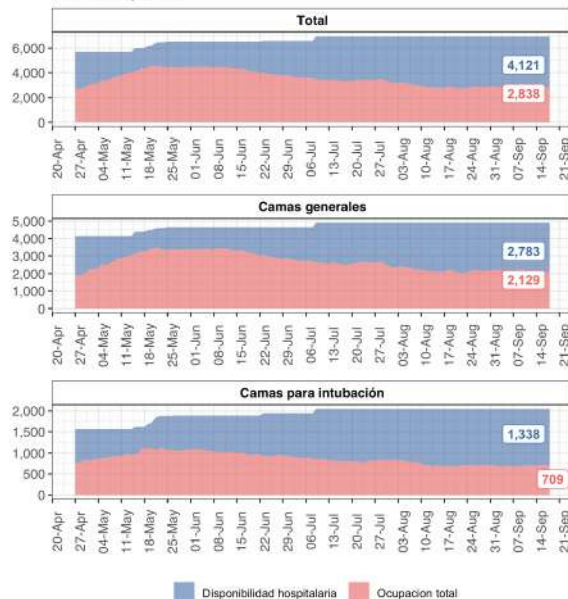 Total
6,000
4,000
2,000
0
4,121
2,838
20-Apr
27-Apr
04-May
11-May
18-May
25-May
01-Jun
08-Jun
15-Jun
22-Jun
29-Jun
06-Jul
13-Jul
20-Jul
27-Jul
03-Aug
10-Aug
17-Aug
24-Aug
31-Aug
07-Sep
14-Sep
21-Sep
Camas generales
5,000
4,000
3,000
2,000
1,000
0
2,783
2,129
20-Apr
27-Apr
04-May
11-May
18-May
25-May
01-Jun
08-Jun
15-Jun
22-Jun
29-Jun
06-Jul
13-Jul
20-Jul
27-Jul
03-Aug
10-Aug
17-Aug
24-Aug
31-Aug
07-Sep
14-Sep
21-Sep
Camas para intubación
2,000
1,500
1,000
500
0
1,338
709
20-Apr
27-Apr
04-May
11-May
18-May
25-May
01-Jun
08-Jun
15-Jun
22-Jun
29-Jun
06-Jul
13-Jul
20-Jul
27-Jul
03-Aug
10-Aug
17-Aug
24-Aug
31-Aug
07-Sep
14-Sep
21-Sep
Disponibilidad hospitalaria Ocupacion total